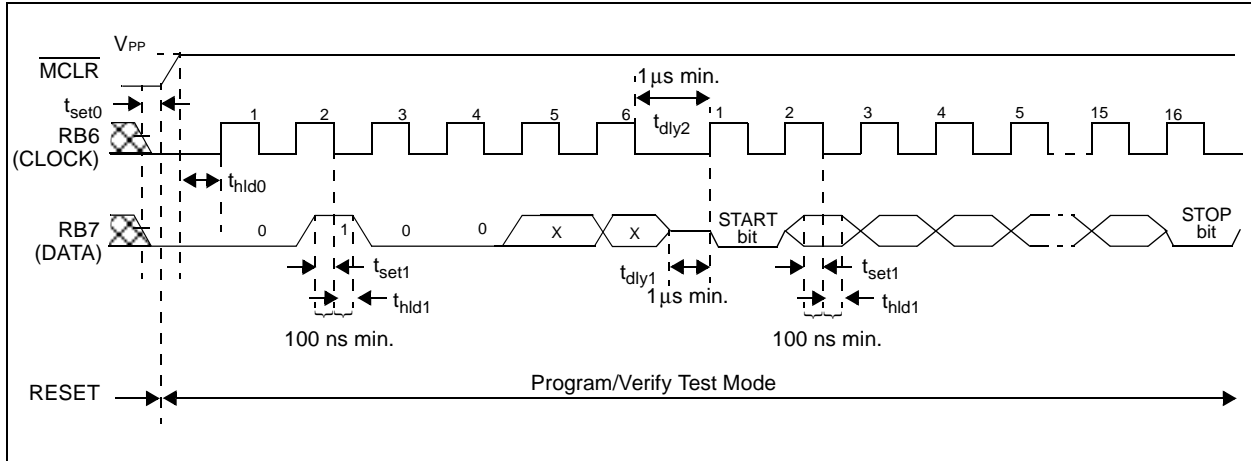 VPP
MCLR
1 μs min.
tset0
1 2 3 4 5 6 tdly2 1 2 3 4 5 15 16
RB6
(CLOCK)
thld0
RB7
(DATA)
0 1 0 0 X X
START
bit
STOP
bit
tset1
thld1
100 ns min.
tdly1
1μs min.
tset1
thld1
100 ns min.
RESET
Program/Verify Test Mode